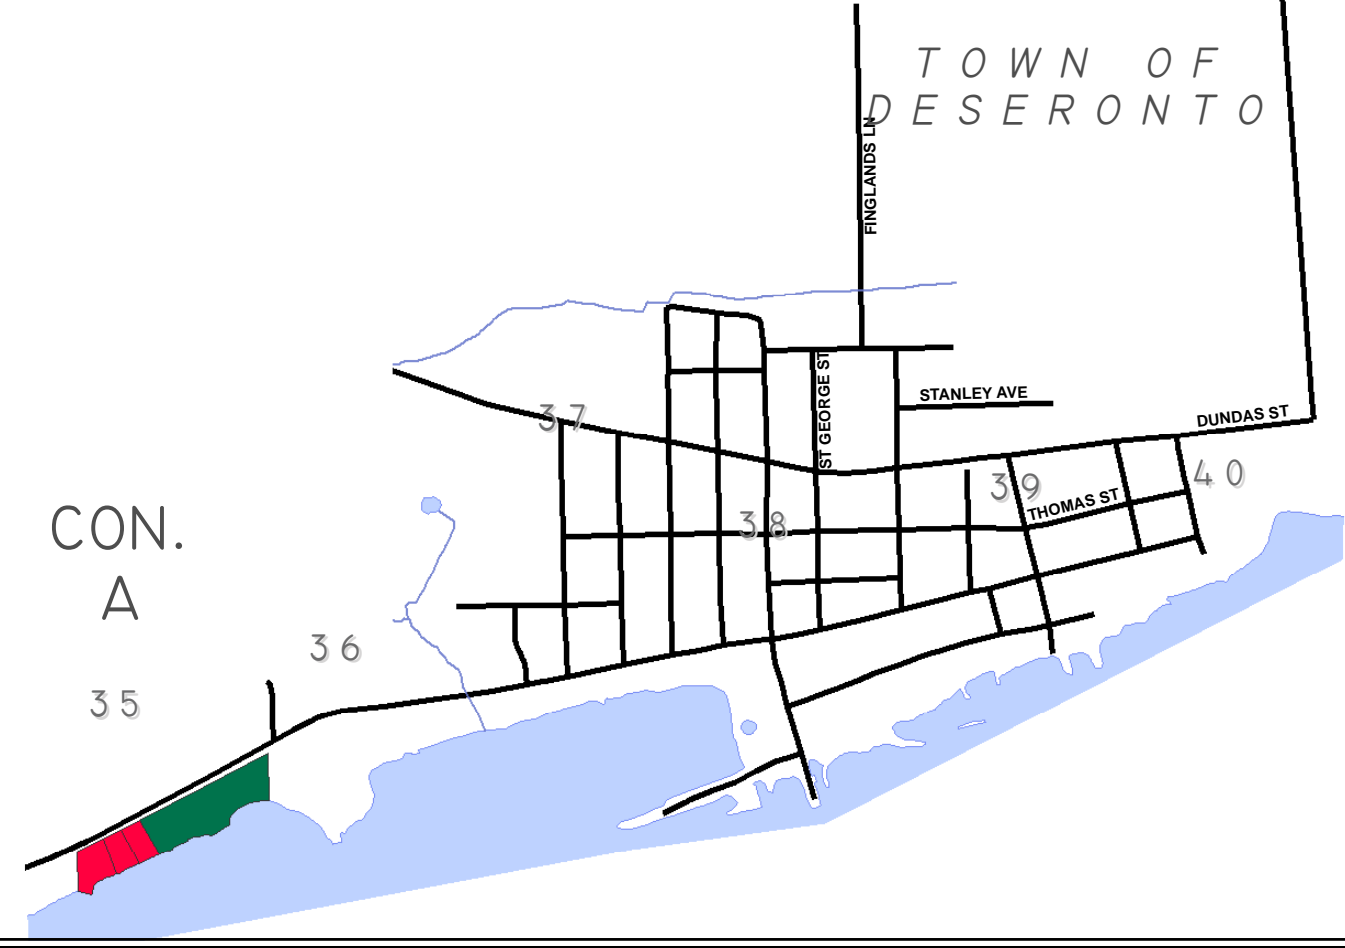 TOWN OF
DESERONTO
FINGLANDS LN
ST GEORGE ST
STANLEY AVE
DUNDAS ST
37
39
40
THOMAS ST
38
CON.
A
36
35